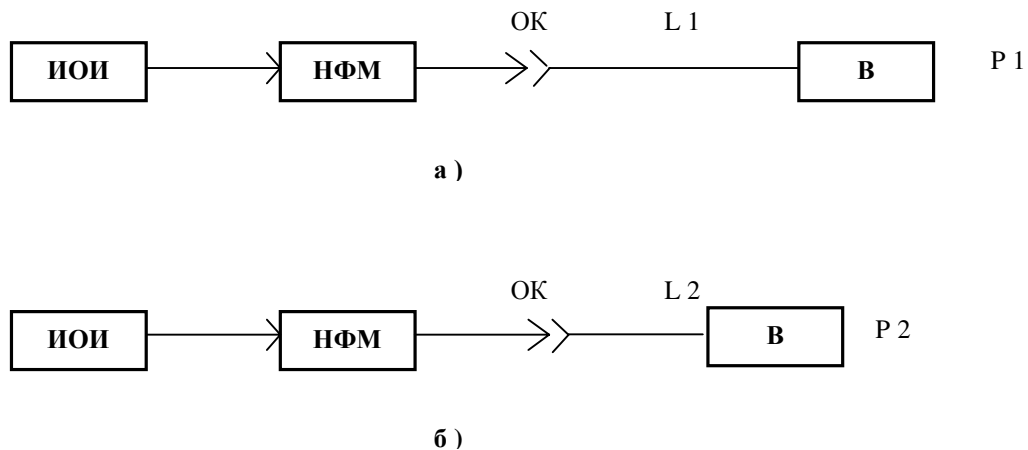 ОК L 1
ИОИ НФМ В P 1
а )
ОК L 2
ИОИ НФМ В P 2
б )